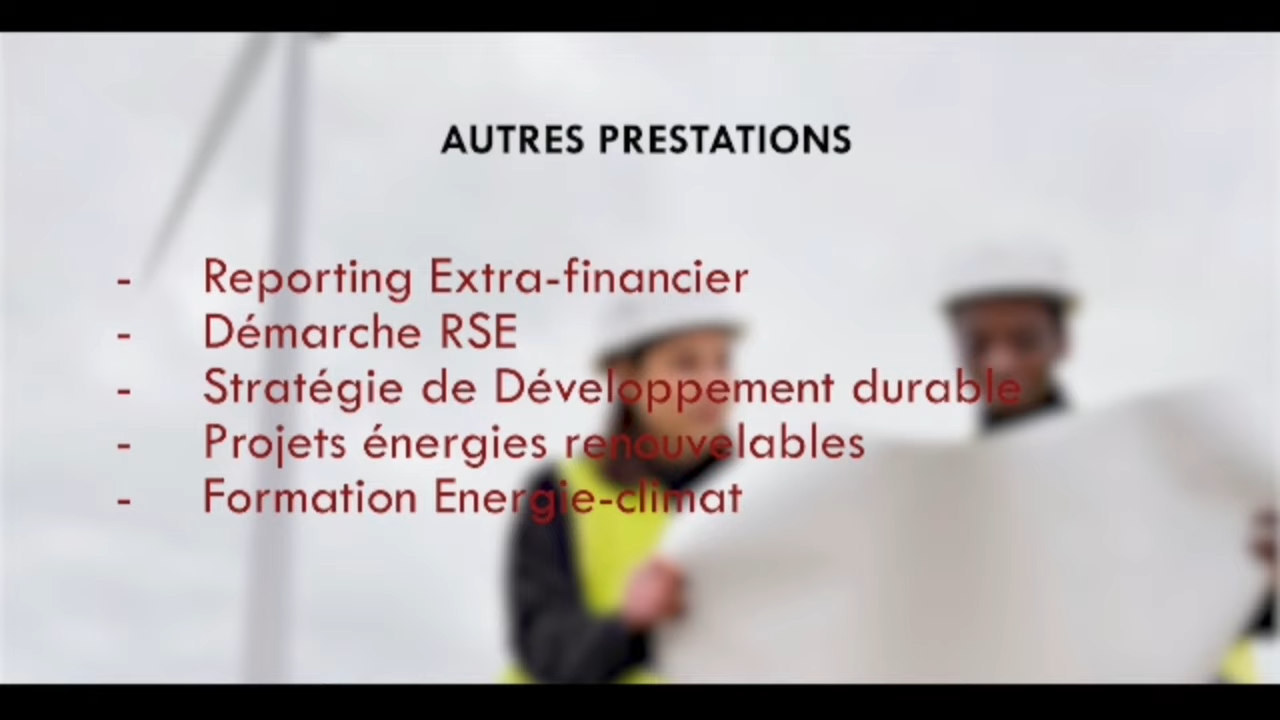 AUTRES PRESTATIONS
- Reporting Extra-financier
- Démarche RSE
- Stratégie de Développement durable
- Projets énergies renouvelables
- Formation Energie-climat